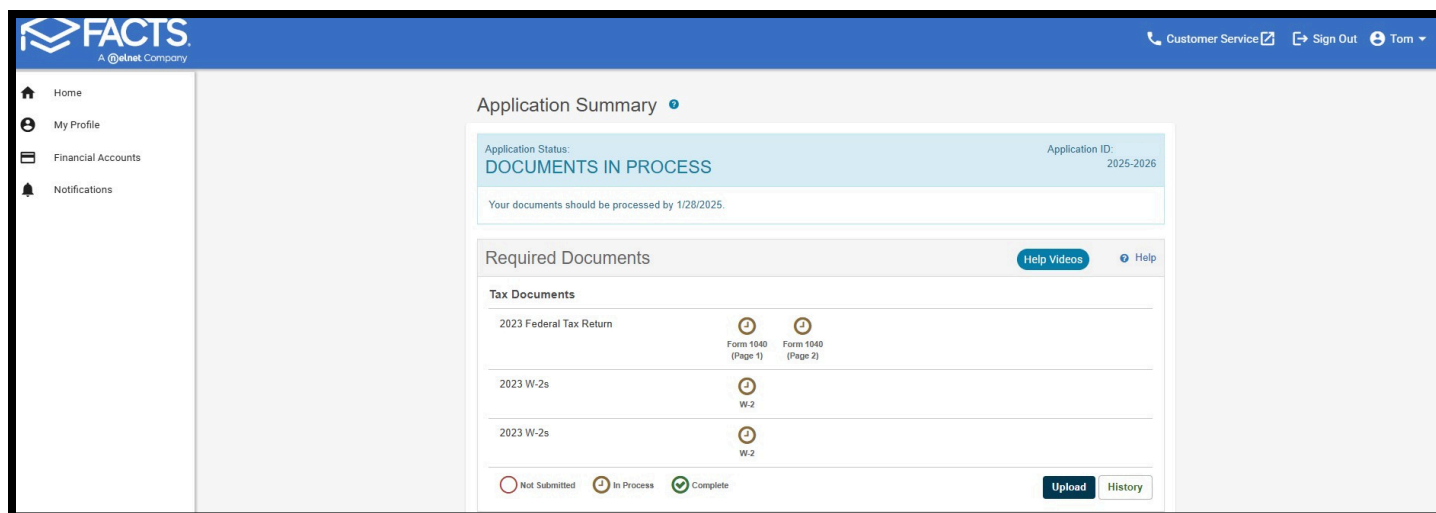 FACTS
A nelnet Company
Customer Service
Sign Out
Tom
Home
My Profile
Financial Accounts
Notifications
Application Summary
Application Status:
DOCUMENTS IN PROCESS
Application ID:
2025-2026
Your documents should be processed by 1/28/2025.
Required Documents
Help Videos
Help
Tax Documents
2023 Federal Tax Return
Form 1040
(Page 1)
Form 1040
(Page 2)
2023 W-2s
W-2
2023 W-2s
W-2
Not Submitted
In Process
Complete
Upload
History